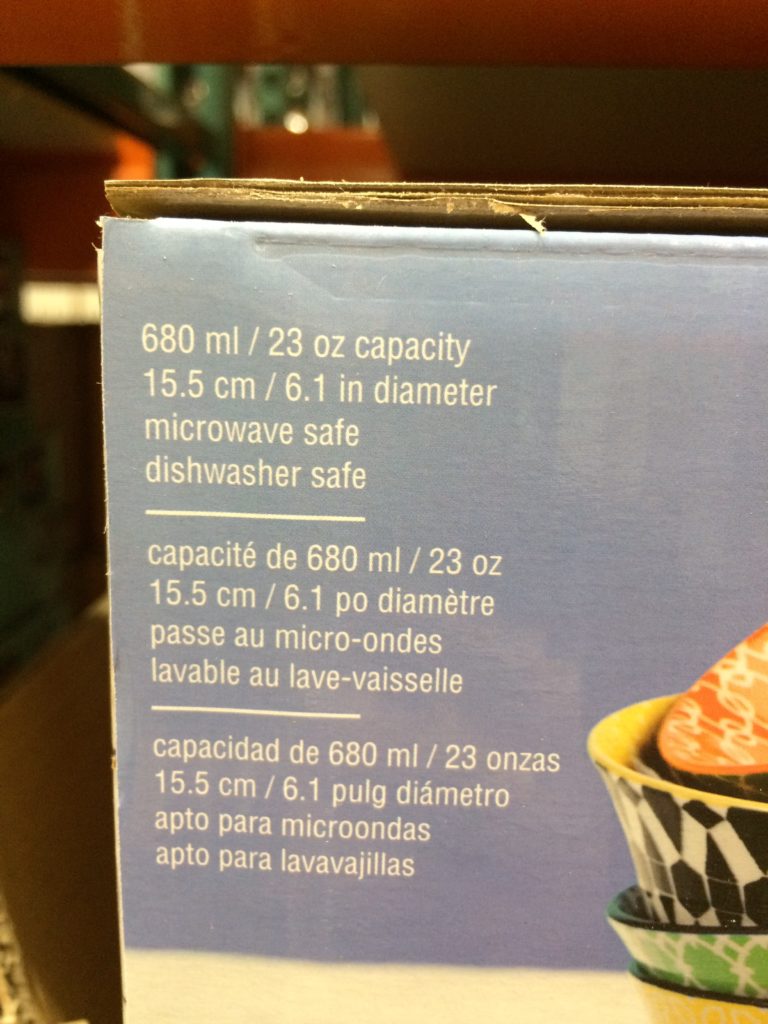 680 ml / 23 oz capacity
15.5 cm / 6.1 in diameter
microwave safe
dishwasher safe
capacité de 680 ml / 23 oz
15.5 cm / 6.1 po diamètre
passe au micro-ondes
lavable au lave-vaisselle
capacidad de 680 ml / 23 onzas
15.5 cm / 6.1 pulg diámetro
apto para microondas
apto para lavavajillas